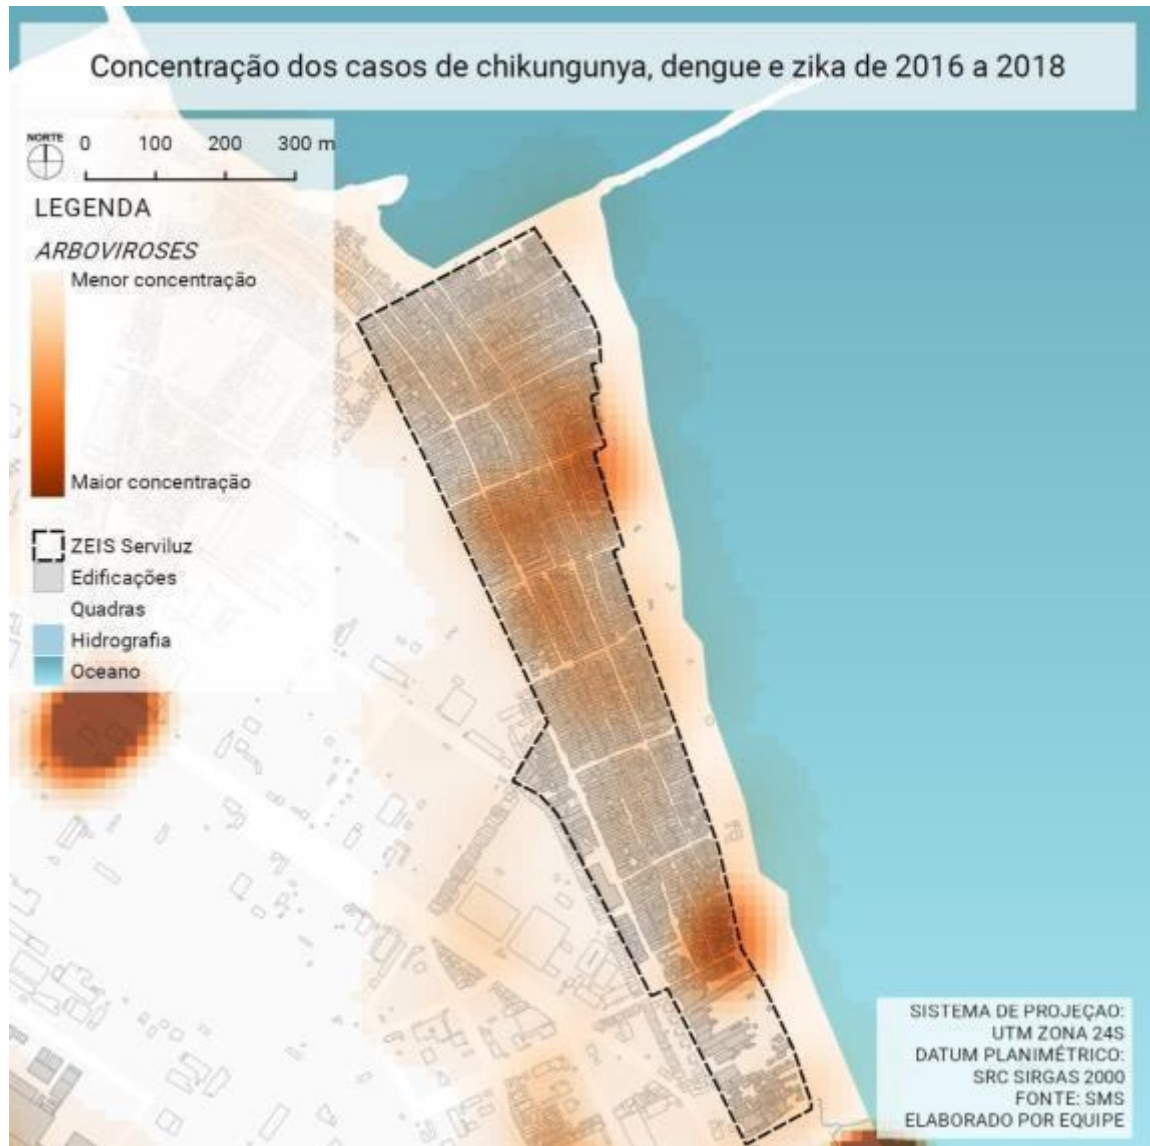 Concentração dos casos de chikungunya, dengue e zika de 2016 a 2018
NORTE
0 100 200 300 m
LEGENDA
ARBOVIROSES
Menor concentração
Maior concentração
ZEIS Serviluz
Edificações
Quadras
Hidrografia
Oceano
SISTEMA DE PROJEÇAO:
UTM ZONA 24S
DATUM PLANIMÉTRICO:
SRC SIRGAS 2000
FONTE: SMS
ELABORADO POR EQUIPE